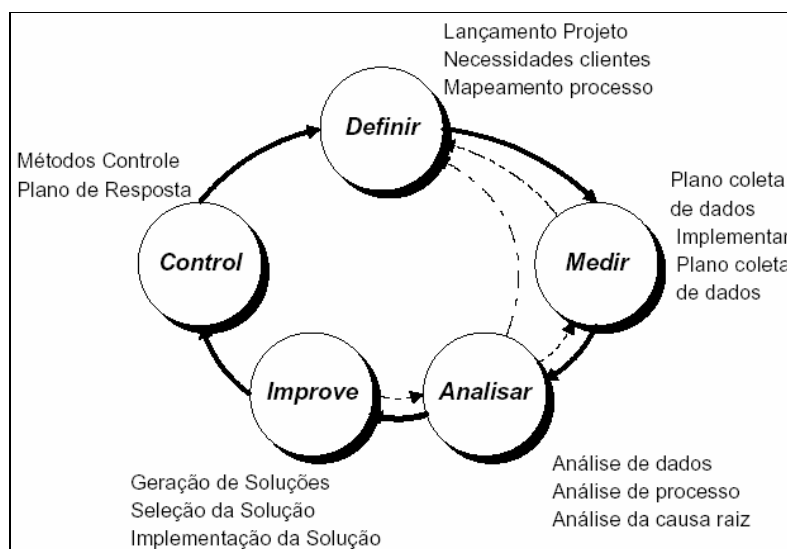 Lançamento Projeto
Necessidades clientes
Mapeamento processo
Definir
Métodos Controle
Plano de Resposta
Plano coleta
de dados
Implementar
Plano coleta
de dados
Control
Medir
Improve
Analisar
Geração de Soluções
Seleção da Solução
Implementação da Solução
Análise de dados
Análise de processo
Análise da causa raiz